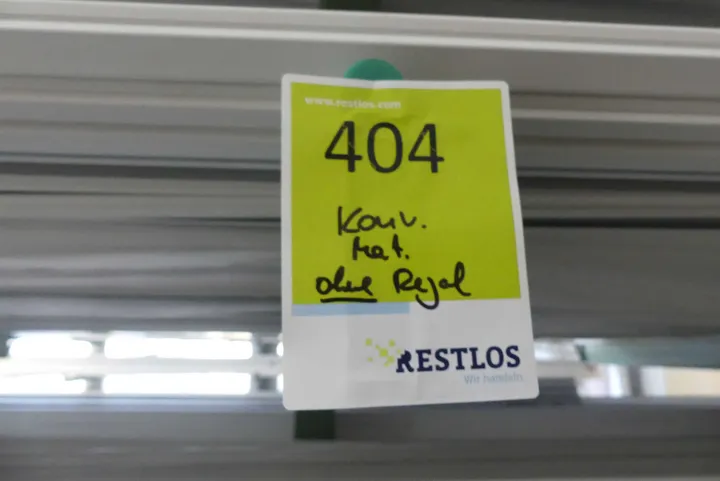 www.restlos.com
404
Konv.
Mat.
ohne Regal
RESTLOS
Wir handeln